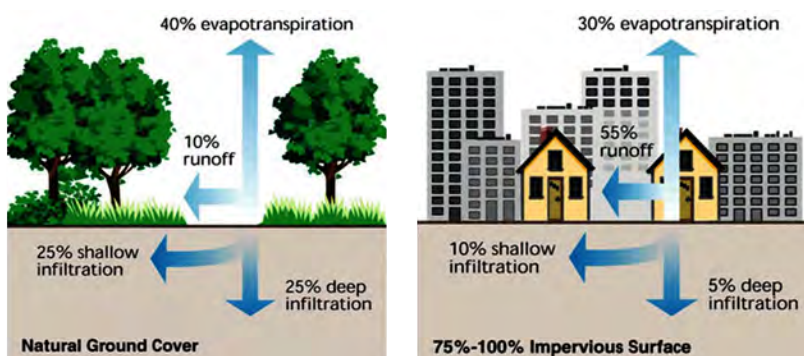 40% evapotranspiration
10%
runoff
25% shallow
infiltration
25% deep
infiltration
Natural Ground Cover
30% evapotranspiration
55%
runoff
10% shallow
infiltration
5% deep
infiltration
75%-100% Impervious Surface